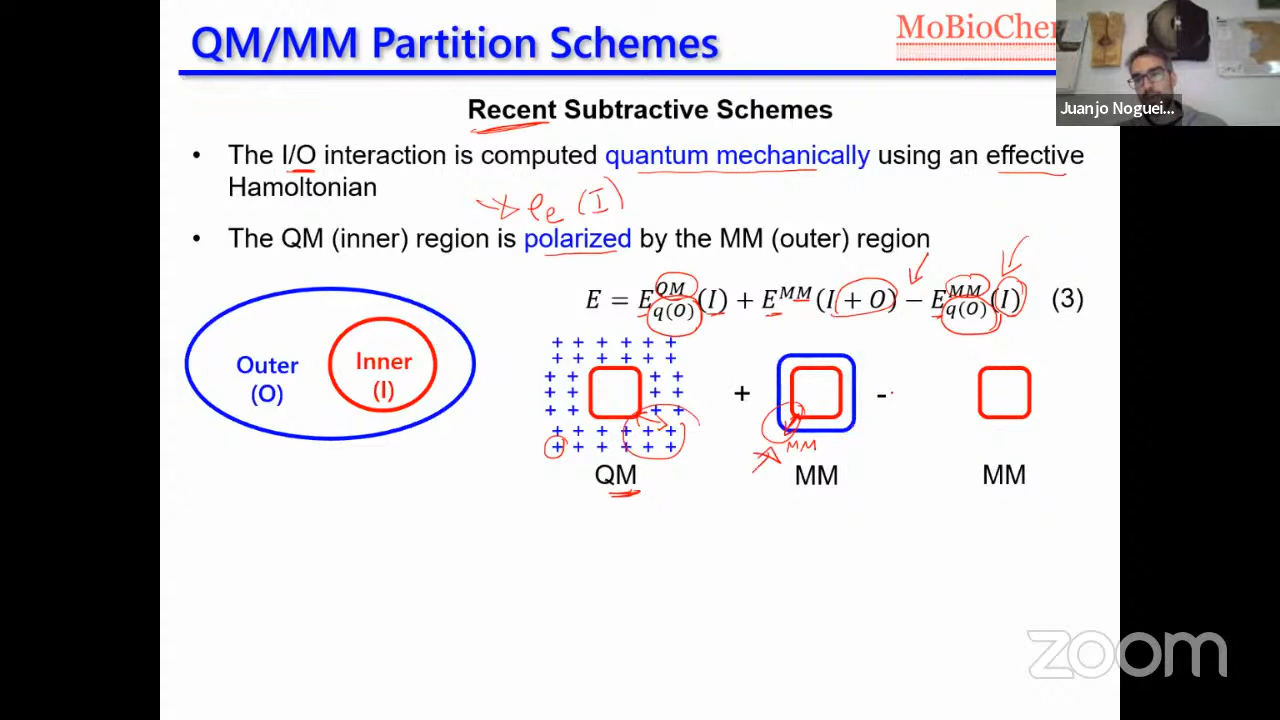 QM/MM Partition Schemes
MoBioChem
Juanjo Noguei...
Recent Subtractive Schemes
• The I/O interaction is computed quantum mechanically using an effective
Hamoltonian
ρe (I)
• The QM (inner) region is polarized by the MM (outer) region
E = E^{QM}_{q(O)}(I) + E^{MM}(I + O) − E^{MM}_{q(O)}(I) (3)
Outer
(O)
Inner
(I)
+ -
MM
QM MM MM
zoom